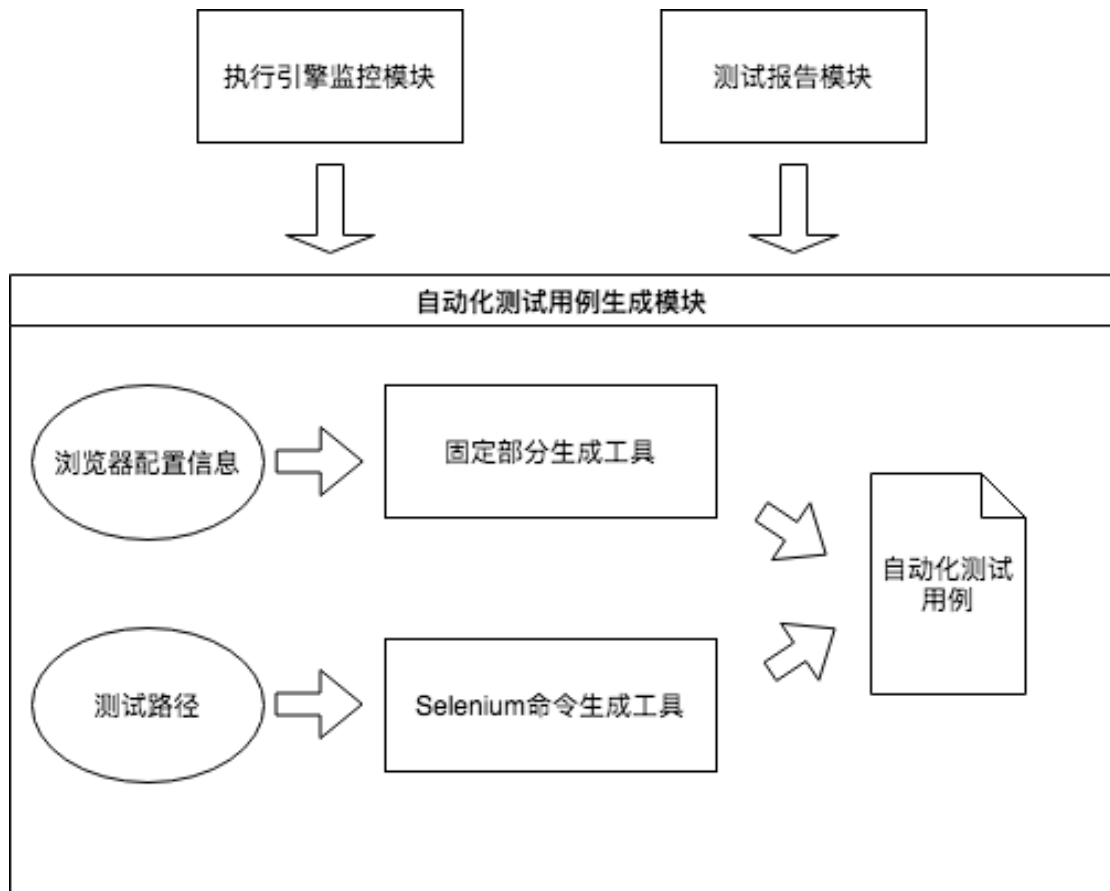 执行引擎监控模块
测试报告模块
自动化测试用例生成模块
浏览器配置信息
固定部分生成工具
自动化测试
用例
测试路径
Selenium命令生成工具